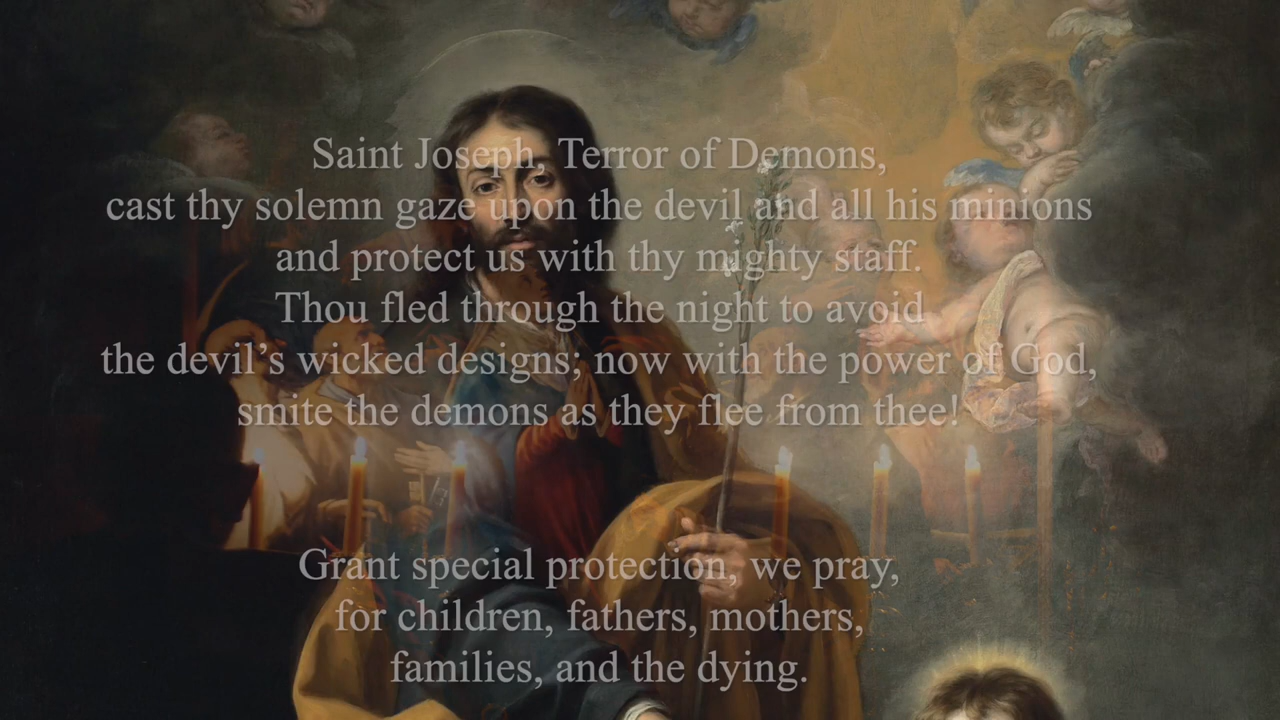 Saint Joseph, Terror of Demons,
cast thy solemn gaze upon the devil and all his minions
and protect us with thy mighty staff.
Thou fled through the night to avoid
the devil’s wicked designs; now with the power of God,
smite the demons as they flee from thee!
Grant special protection, we pray,
for children, fathers, mothers,
families, and the dying.